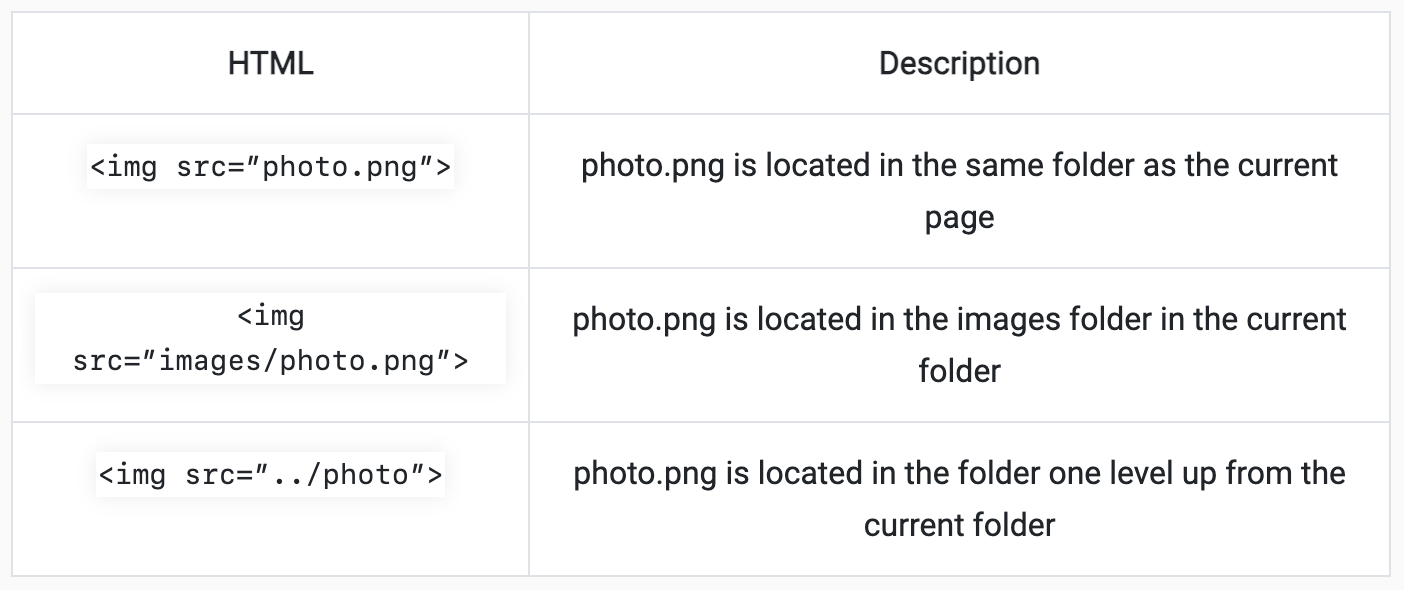 HTML
Description
<img src=”photo.png”>
photo.png is located in the same folder as the current
page
<img
src=”images/photo.png”>
photo.png is located in the images folder in the current
folder
<img src=”../photo”>
photo.png is located in the folder one level up from the
current folder